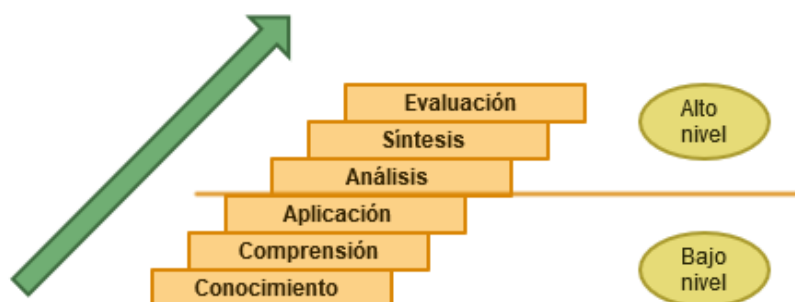 Evaluación
Síntesis
Análisis
Aplicación
Comprensión
Conocimiento
Alto
nivel
Bajo
nivel